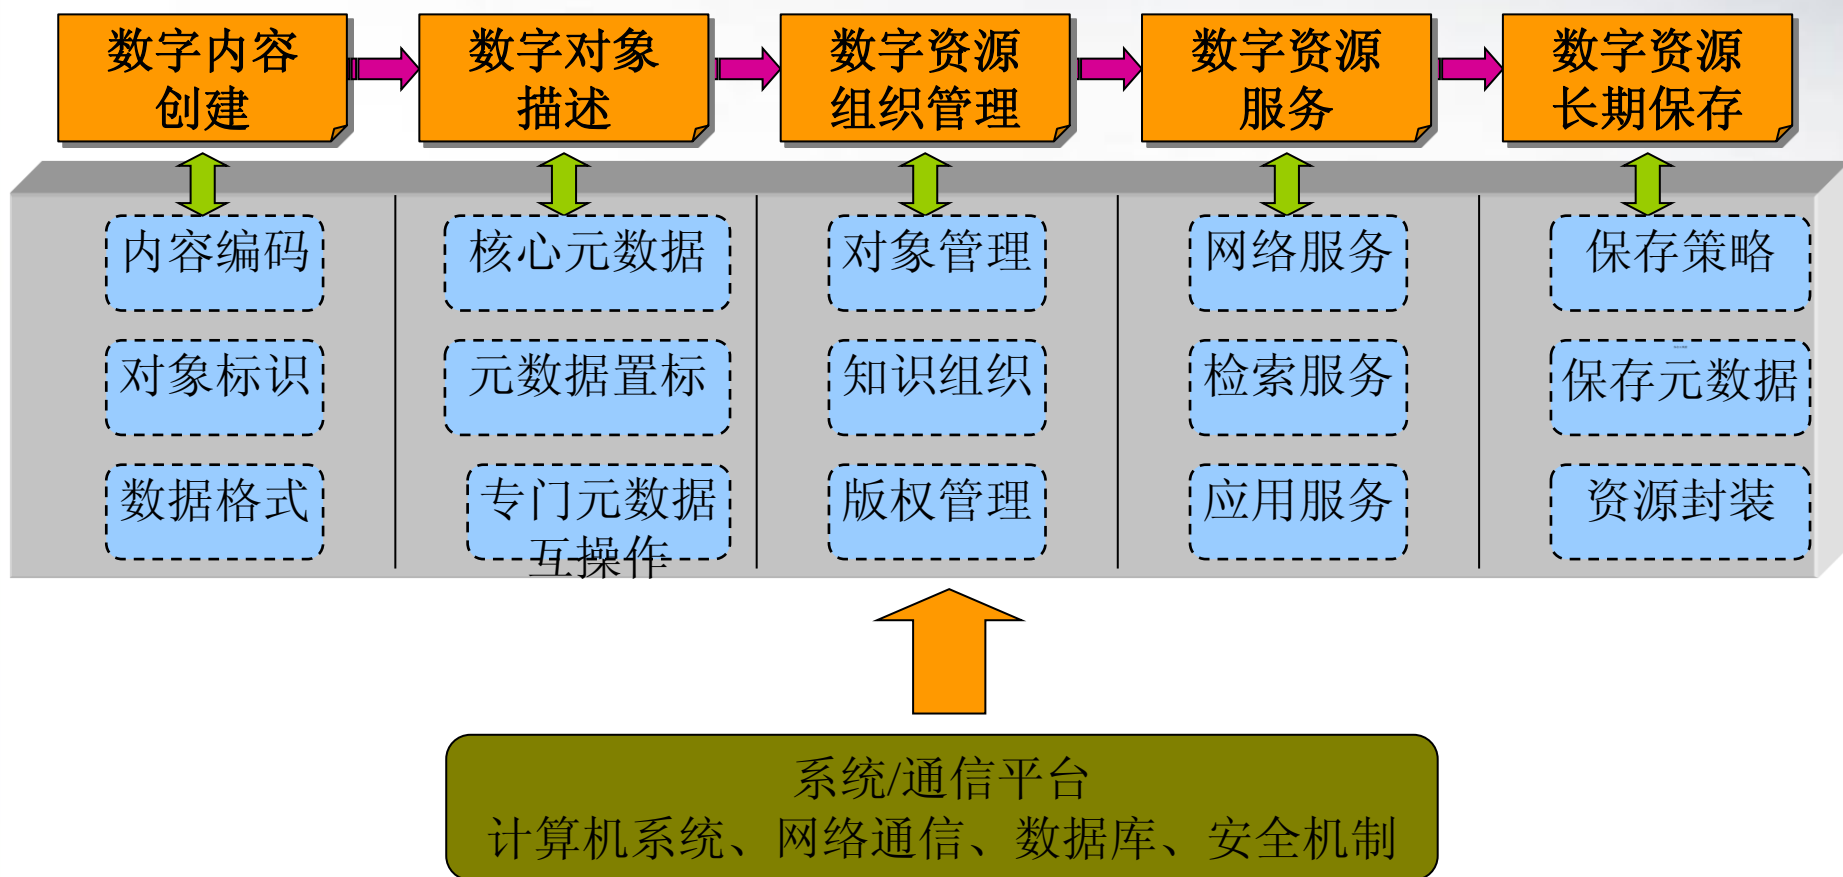 数字内容
创建
数字对象
描述
数字资源
组织管理
数字资源
服务
数字资源
长期保存
内容编码
核心元数据
对象管理
网络服务
保存策略
对象标识
元数据置标
知识组织
检索服务
保存元数据
数据格式
专门元数据
互操作
版权管理
应用服务
资源封装
系统/通信平台
计算机系统、网络通信、数据库、安全机制